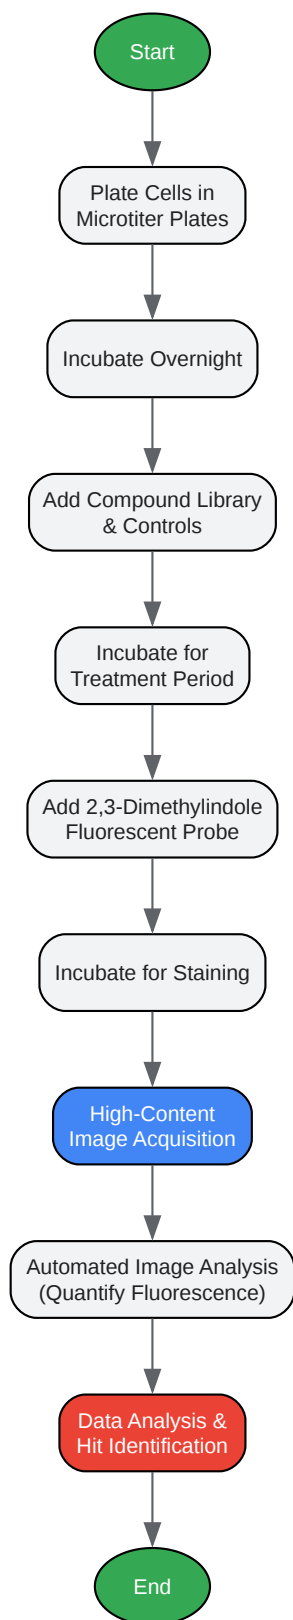 Start
Plate Cells in
Microtiter Plates
Incubate Overnight
Add Compound Library
& Controls
Incubate for
Treatment Period
Add 2,3-Dimethylindole
Fluorescent Probe
Incubate for Staining
High-Content
Image Acquisition
Automated Image Analysis
(Quantify Fluorescence)
Data Analysis &
Hit Identification
End